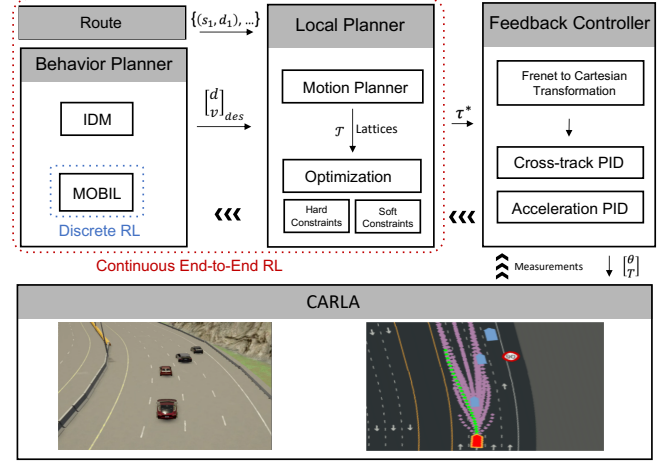 Route
{(s₁, d₁), …}
Local Planner
Feedback Controller
Behavior Planner
IDM
MOBIL
Discrete RL
[d v]des
Motion Planner
𝒯 Lattices
Optimization
Hard
Constraints
Soft
Constraints
τ*
Frenet to Cartesian
Transformation
Cross-track PID
Acceleration PID
Continuous End-to-End RL
Measurements
[θ T]
CARLA